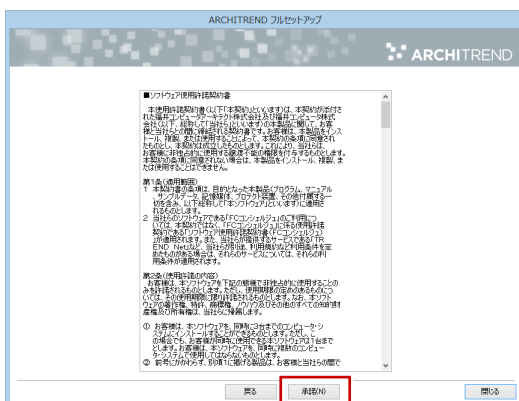 ARCHITREND フルセットアップ
ARCHITREND
■ソフトウェア使用許諾契約書
本使用許諾契約書(以下「本契約」といいます)は、本契約が添付さ
れた福井コンピュータアーキテクト株式会社及び福井コンピュータ株式
会社(以下、総称して「当社ら」といいます)の本製品に関して、お客
様と当社らとの間に締結される契約書です。お客様は、本製品をインス
トール、複製、または使用することによって、本契約の条項に同意され
たものとし、本契約は成立したものとします。これにより、当社らは、
お客様に非独占的に使用する譲渡不能の権限を付与するものとします。
本契約の条項に同意されない場合は、本製品をインストール、複製、ま
たは使用することはできません。
第1条(適用範囲)
1 本契約書の条項は、目的となった本製品(プログラム、マニュアル
、サンプルデータ、記憶媒体、プロテクト装置、その他付属する一
切を含み、以下総称して「本ソフトウェア」といいます)に適用さ
れるものとします。
2 当社らのソフトウェアである「FCコンシェルジュ」のご利用につ
いては、本契約ではなく、「FCコンシェルジュ」に係る使用許諾
契約である「ソフトウェア使用許諾契約書(FCコンシェルジュ)
」が適用されます。また、当社らが提供するサービスである「TR
END Net」など、当社らが別途、利用規約など利用条件を定
めたものがある場合は、それらのサービスについては、それらの利
用条件が適用されます。
第2条(使用許諾の内容)
お客様は、本ソフトウェアを下記の態様で非独占的に使用することの
みを許諾されるものとします。ただし、使用期限の定めのあるものにつ
いては、その使用期限に限り許諾されるものとします。なお、本ソフト
ウェアの著作権、特許、商標権、ノウハウ及びその他のすべての知的財
産権及び所有権は、当社らに帰属します。
① お客様は、本ソフトウェアを、同時に3台までのコンピュータ・シ
ステムにインストールすることができるものとします。ただし、こ
の場合でも、お客様が同時に使用できる本ソフトウェアは1台まで
とします。お客様は、本ソフトウェアを、同時に複数のコンピュー
タ・システムで使用してはならないものとします。
② 前号にかかわらず、別項1に掲げる製品は、お客様と当社らの間で
戻る 承諾(N) 閉じる